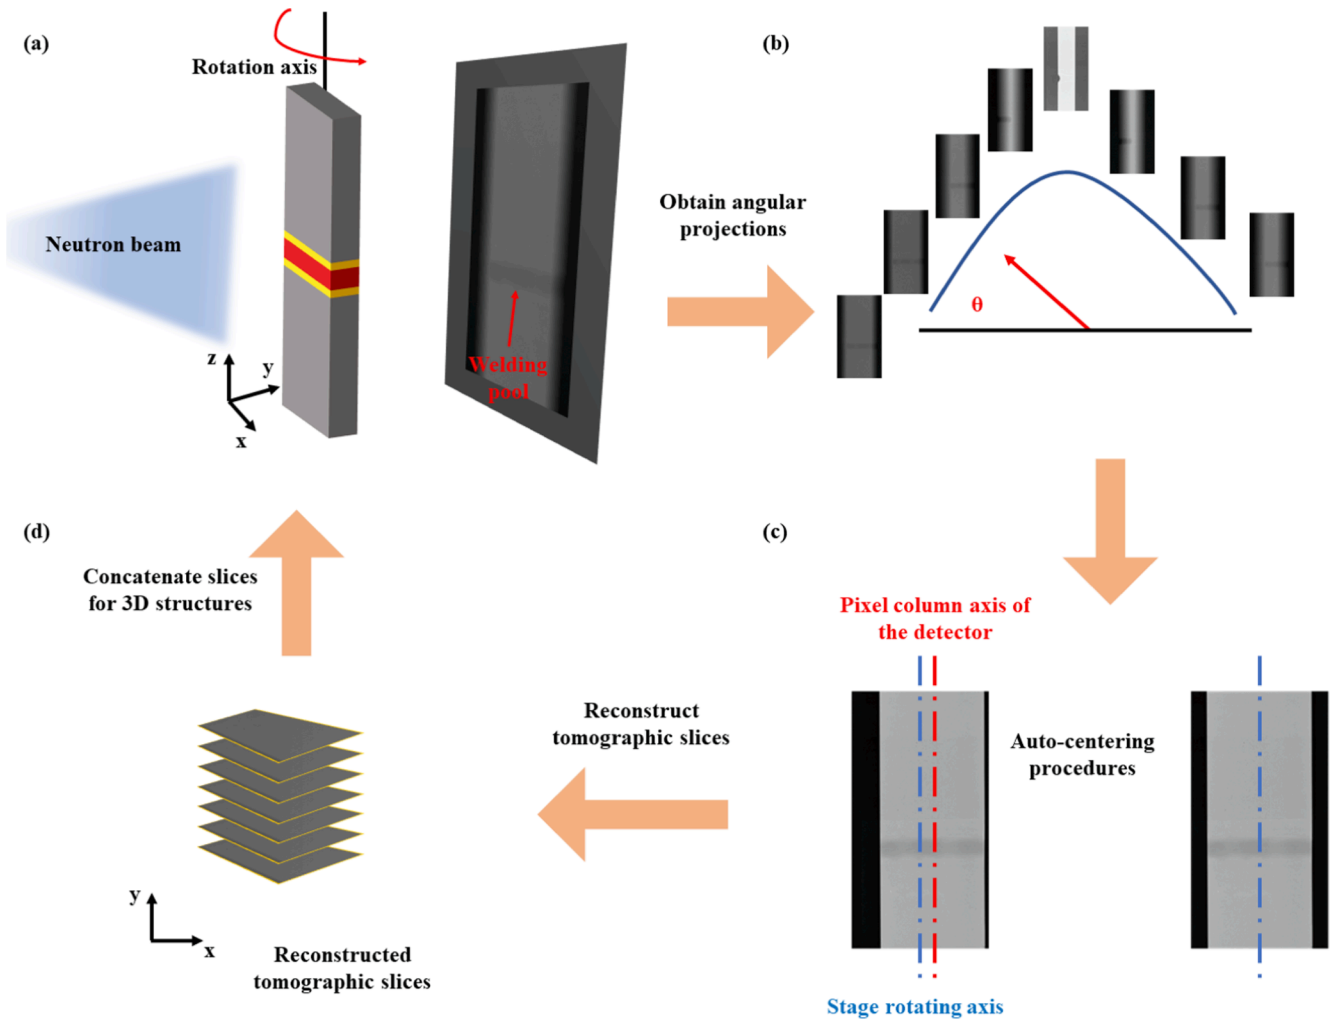 (a)
Rotation axis
Neutron beam
z
y
x
Welding
pool
Obtain angular
projections
(b)
θ
(c)
Pixel column axis of
the detector
Auto-centering
procedures
Stage rotating axis
Reconstruct
tomographic slices
(d)
Concatenate slices
for 3D structures
y
x
Reconstructed
tomographic slices